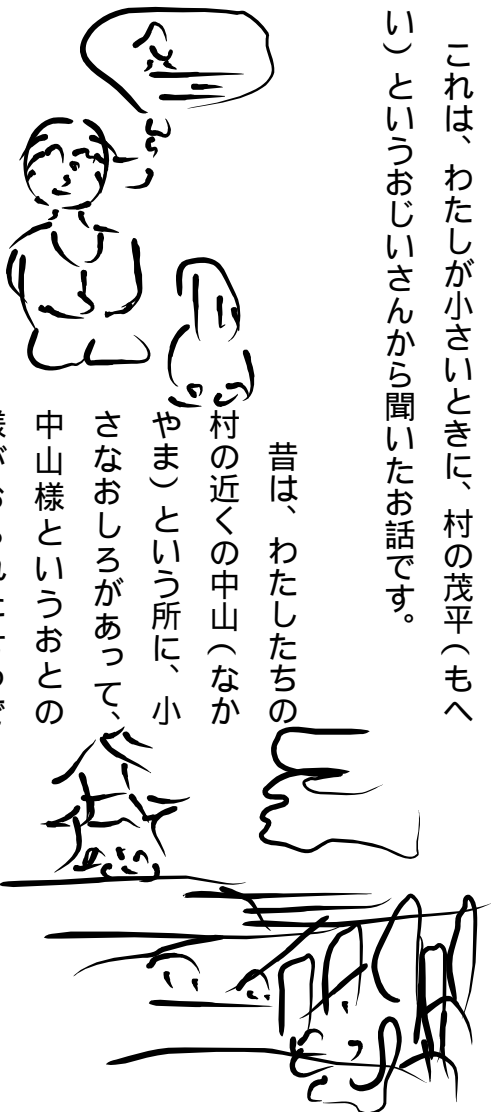 これは、わたしが小さいときに、村の茂平（もへ
い）というおじいさんから聞いたお話です。
昔は、わたしたちの
村の近くの中山（なか
やま）という所に、小
さなおしろがあって、
中山様というおとの